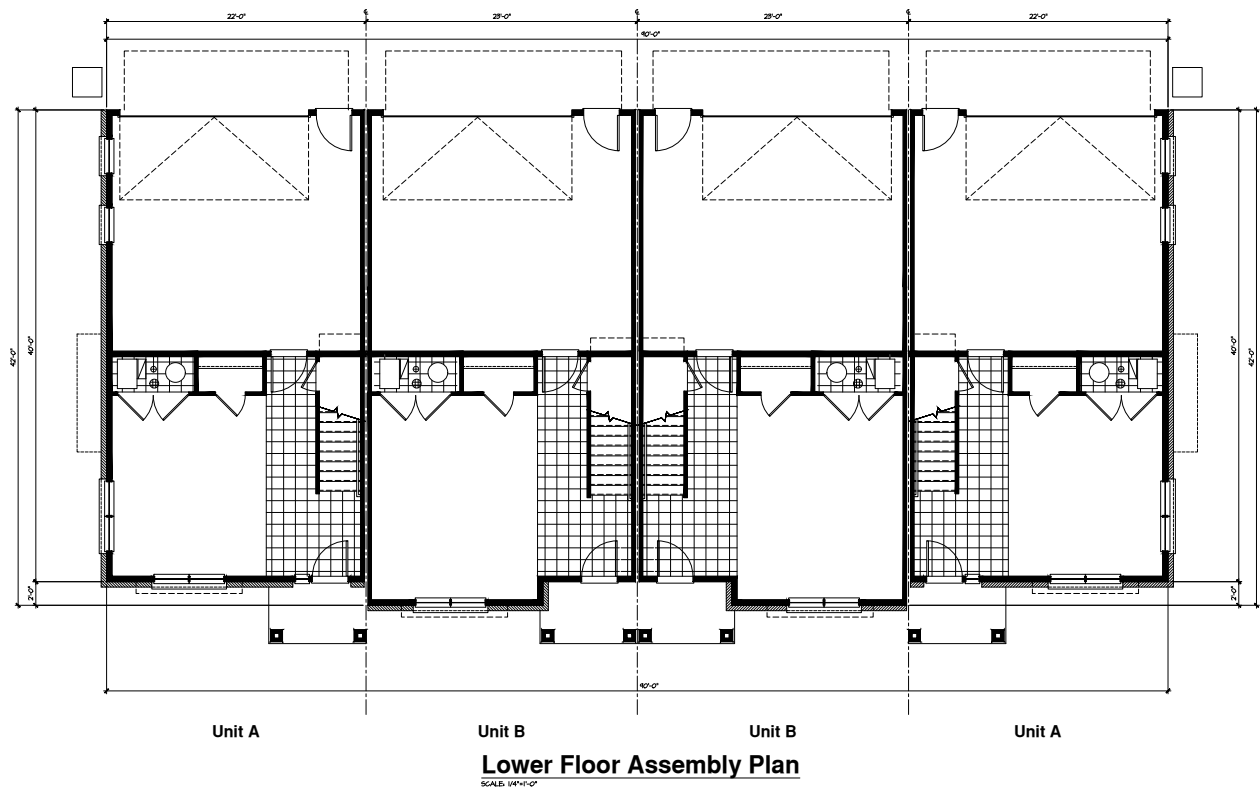 22'-0" 23'-0" 23'-0" 22'-0"
90'-0"
42'-0" 40'-0" 40'-0" 42'-0"
2'-0" 2'-0"
90'-0"
Unit A Unit B Unit B Unit A
Lower Floor Assembly Plan
SCALE: 1/4"=1'-0"